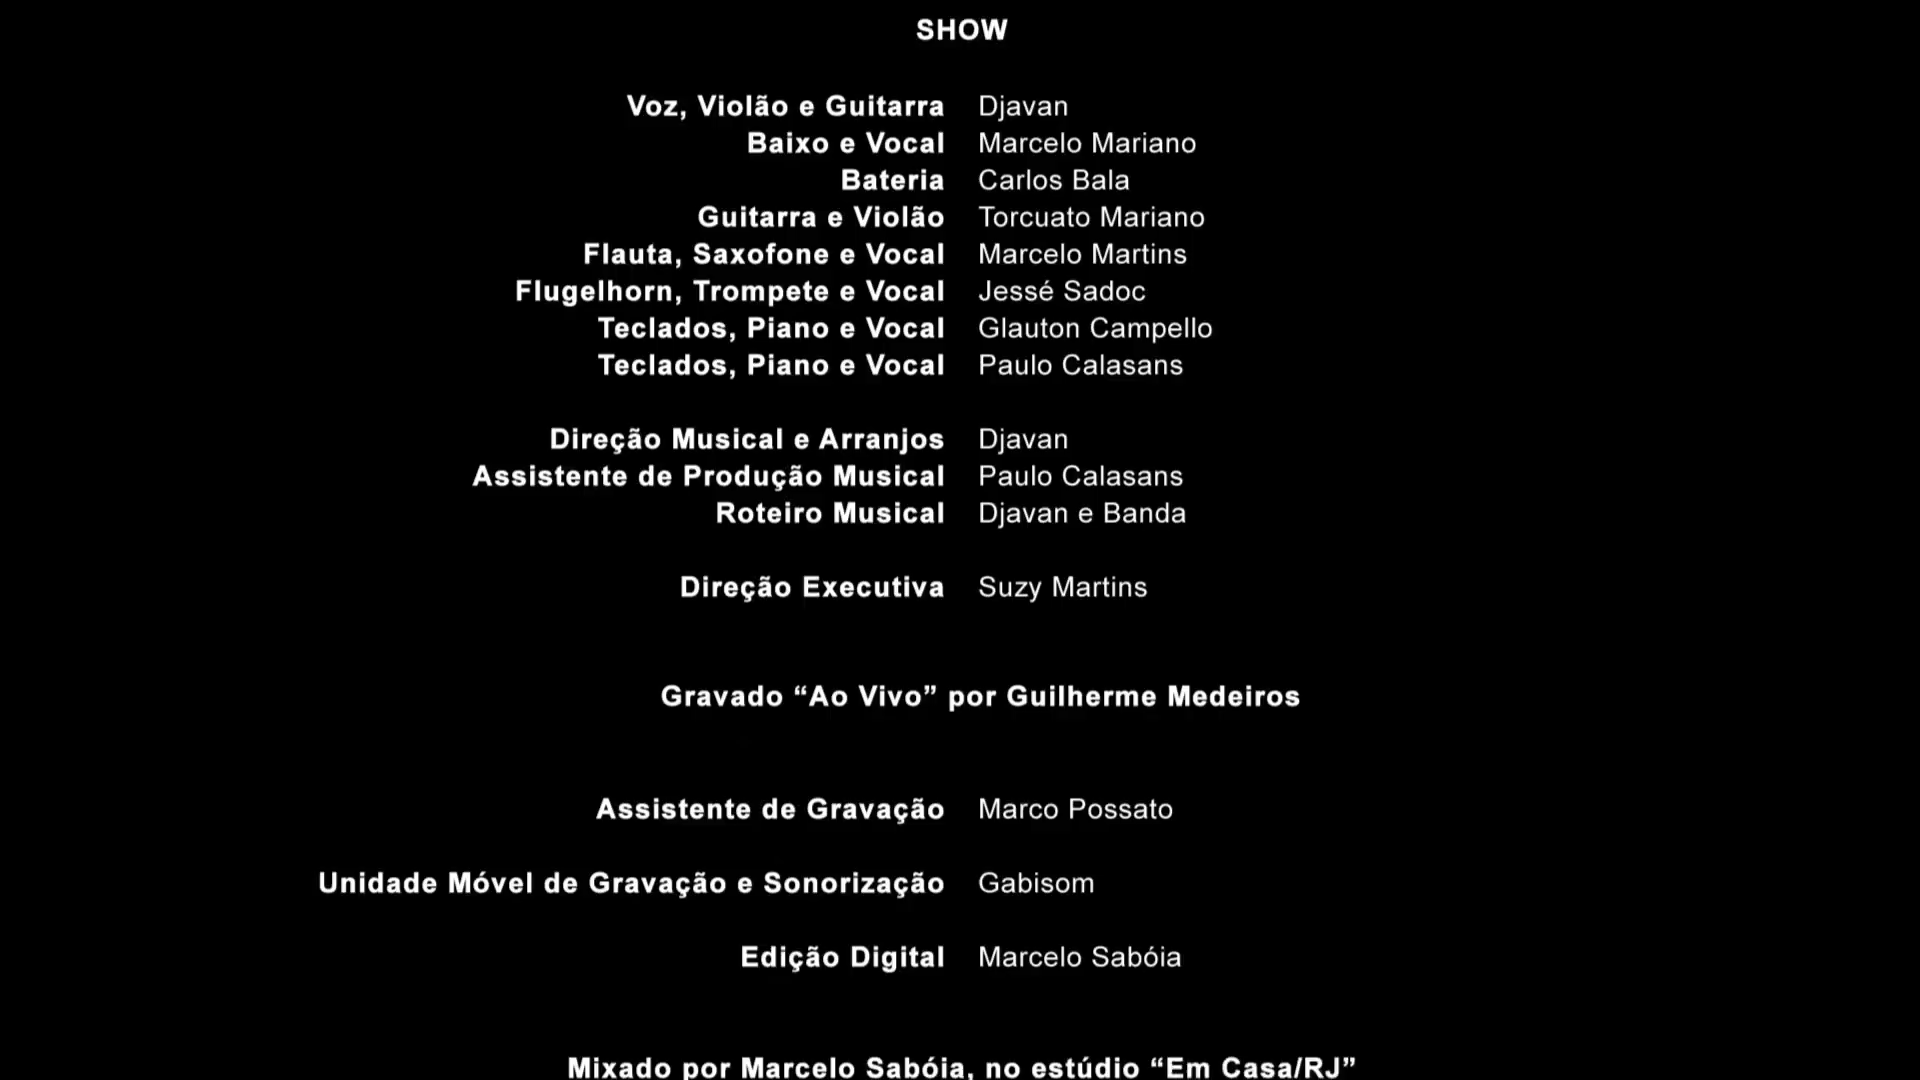 SHOW
Voz, Violão e Guitarra Djavan
Baixo e Vocal Marcelo Mariano
Bateria Carlos Bala
Guitarra e Violão Torcuato Mariano
Flauta, Saxofone e Vocal Marcelo Martins
Flugelhorn, Trompete e Vocal Jessé Sadoc
Teclados, Piano e Vocal Glauton Campello
Teclados, Piano e Vocal Paulo Calasans
Direção Musical e Arranjos Djavan
Assistente de Produção Musical Paulo Calasans
Roteiro Musical Djavan e Banda
Direção Executiva Suzy Martins
Gravado “Ao Vivo” por Guilherme Medeiros
Assistente de Gravação Marco Possato
Unidade Móvel de Gravação e Sonorização Gabisom
Edição Digital Marcelo Sabóia
Mixado por Marcelo Sabóia, no estúdio “Em Casa/RJ”